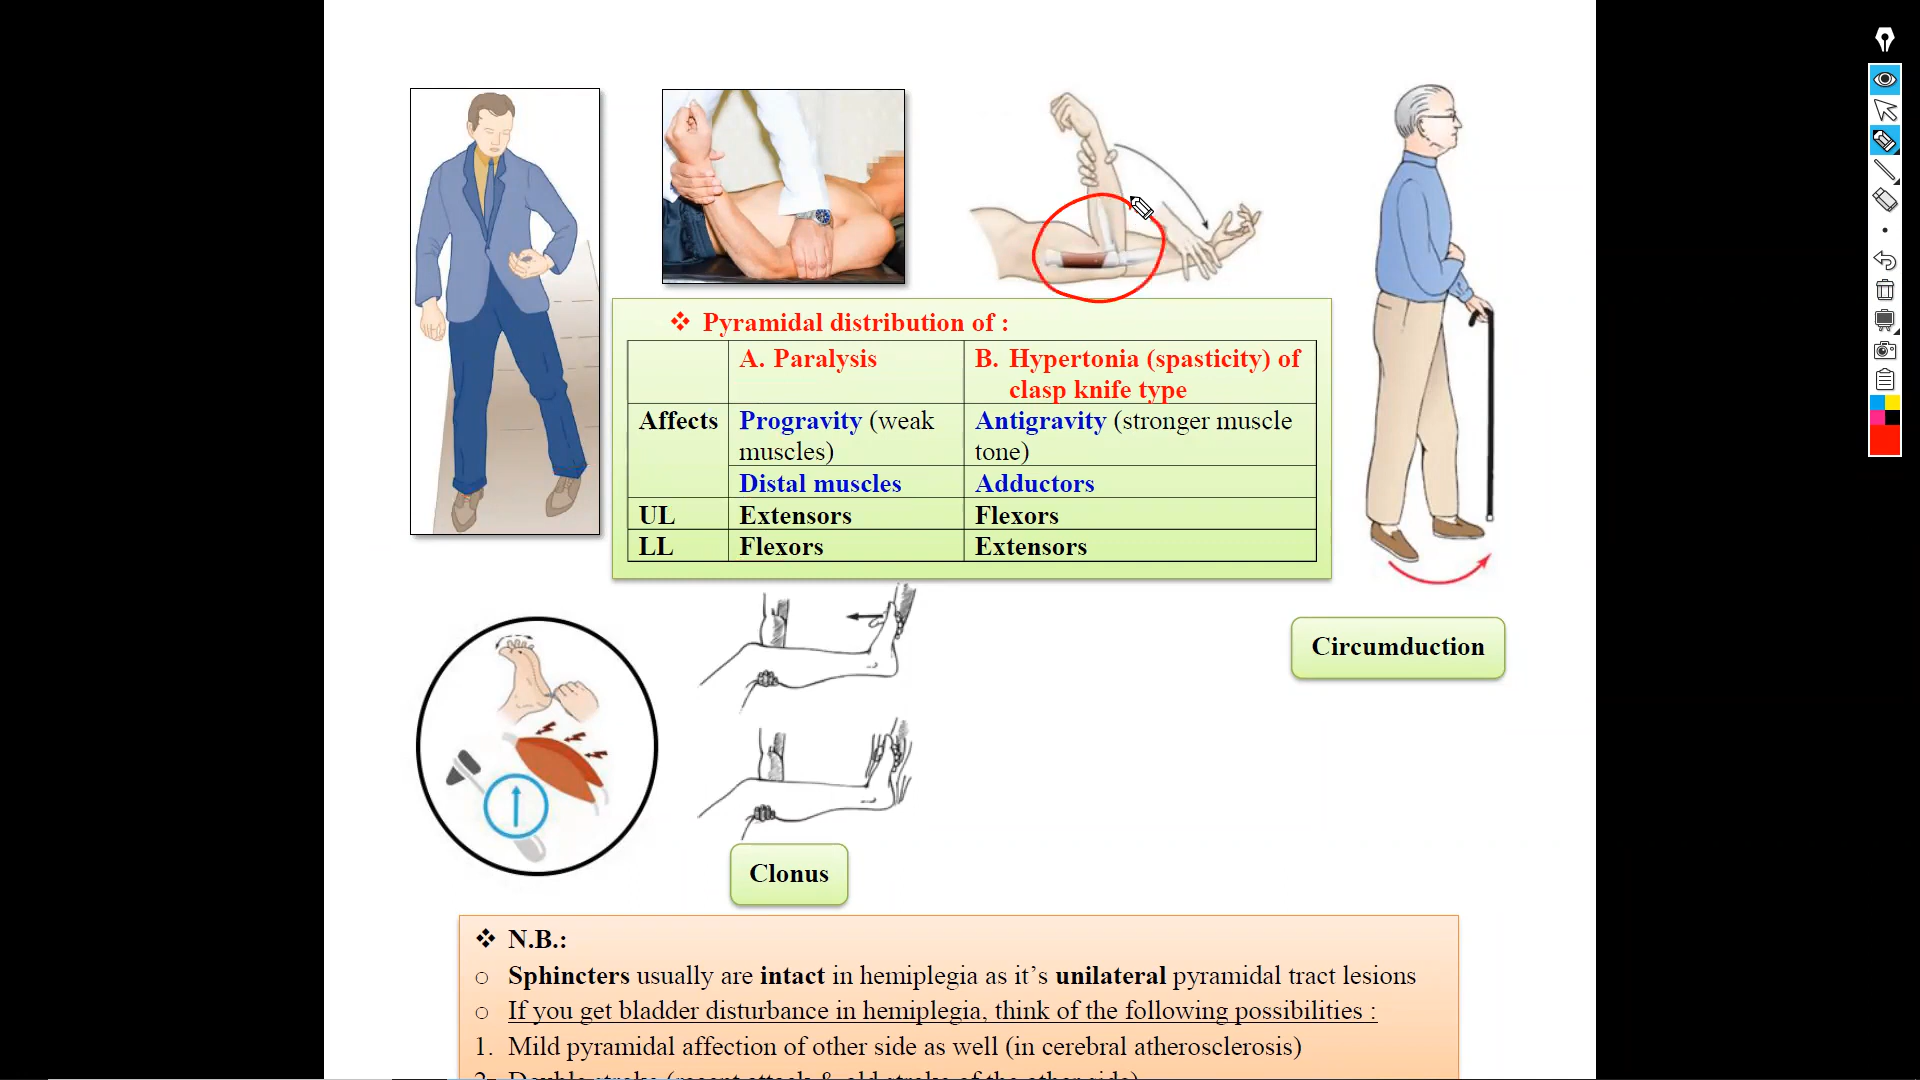 ❖ Pyramidal distribution of :
A. Paralysis
B. Hypertonia (spasticity) of
clasp knife type
Affects
Progravity (weak
muscles)
Antigravity (stronger muscle
tone)
Distal muscles
Adductors
UL
Extensors
Flexors
LL
Flexors
Extensors
Circumduction
Clonus
❖ N.B.:
o Sphincters usually are intact in hemiplegia as it’s unilateral pyramidal tract lesions
o If you get bladder disturbance in hemiplegia, think of the following possibilities :
1. Mild pyramidal affection of other side as well (in cerebral atherosclerosis)